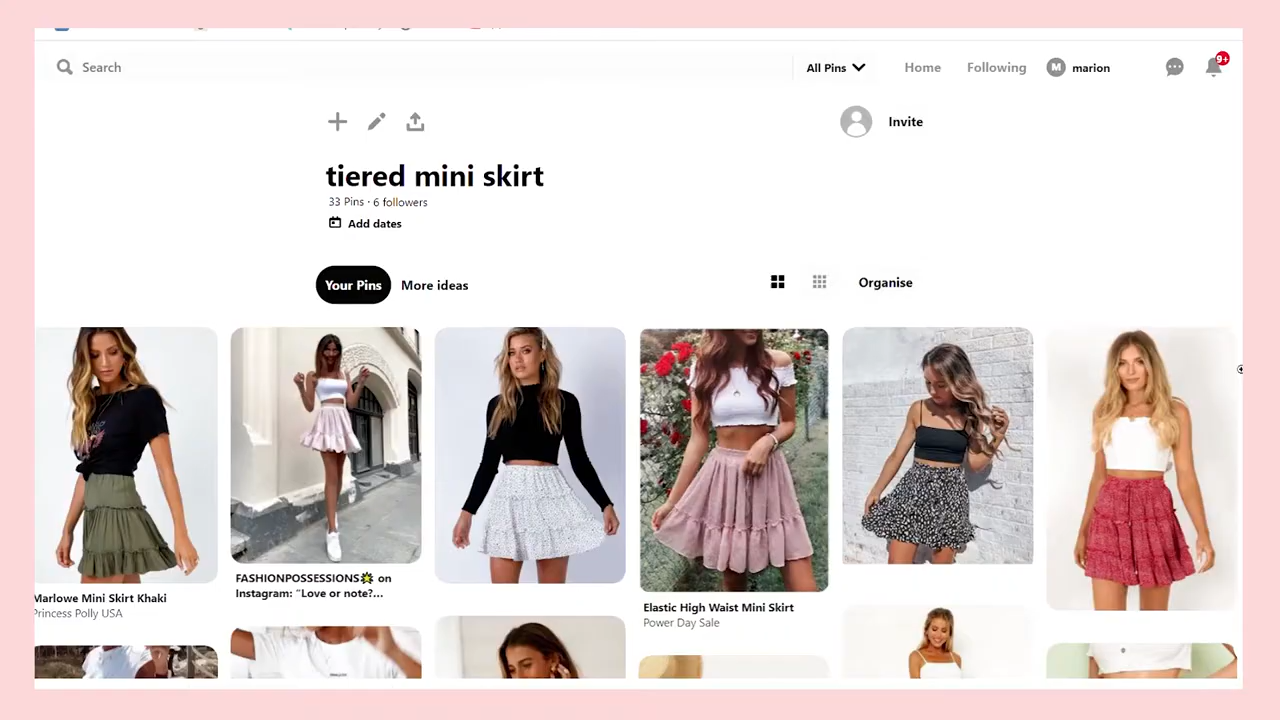 Search
All Pins
Home
Following
M
marion
9+
Invite
tiered mini skirt
33 Pins · 6 followers
Add dates
Your Pins
More ideas
Organise
Marlowe Mini Skirt Khaki
Princess Polly USA
FASHIONPOSSESSIONS on
Instagram: “Love or note?...
Elastic High Waist Mini Skirt
Power Day Sale